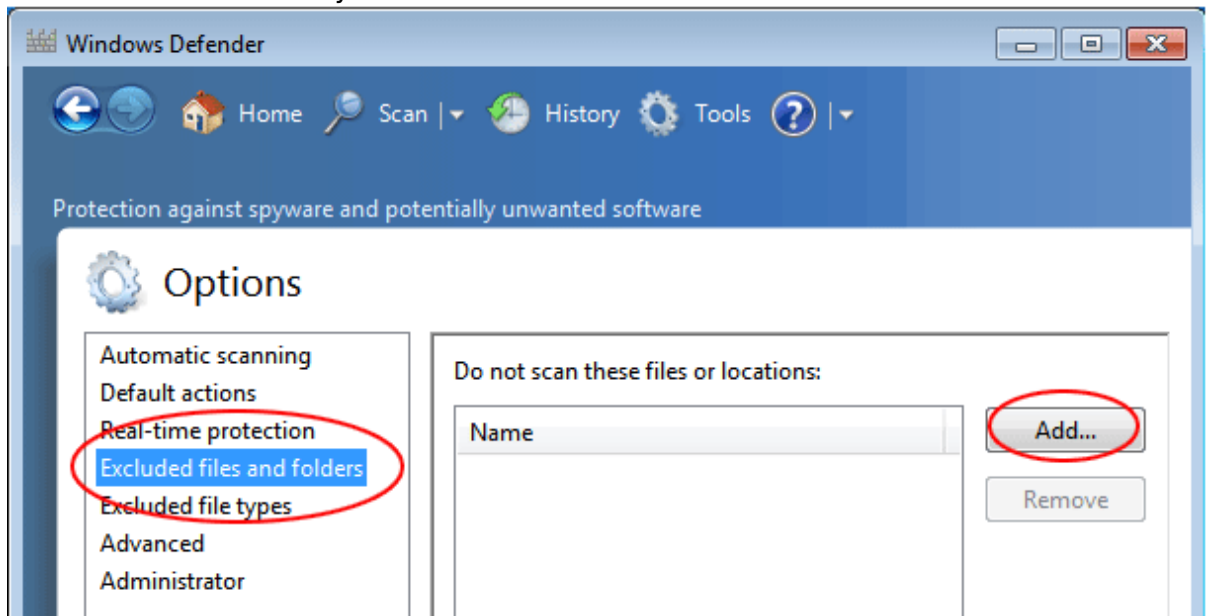 Windows Defender
Home Scan History Tools
Protection against spyware and potentially unwanted software
Options
Automatic scanning
Default actions
Real-time protection
Excluded files and folders
Excluded file types
Advanced
Administrator
Do not scan these files or locations:
Name
Add...
Remove